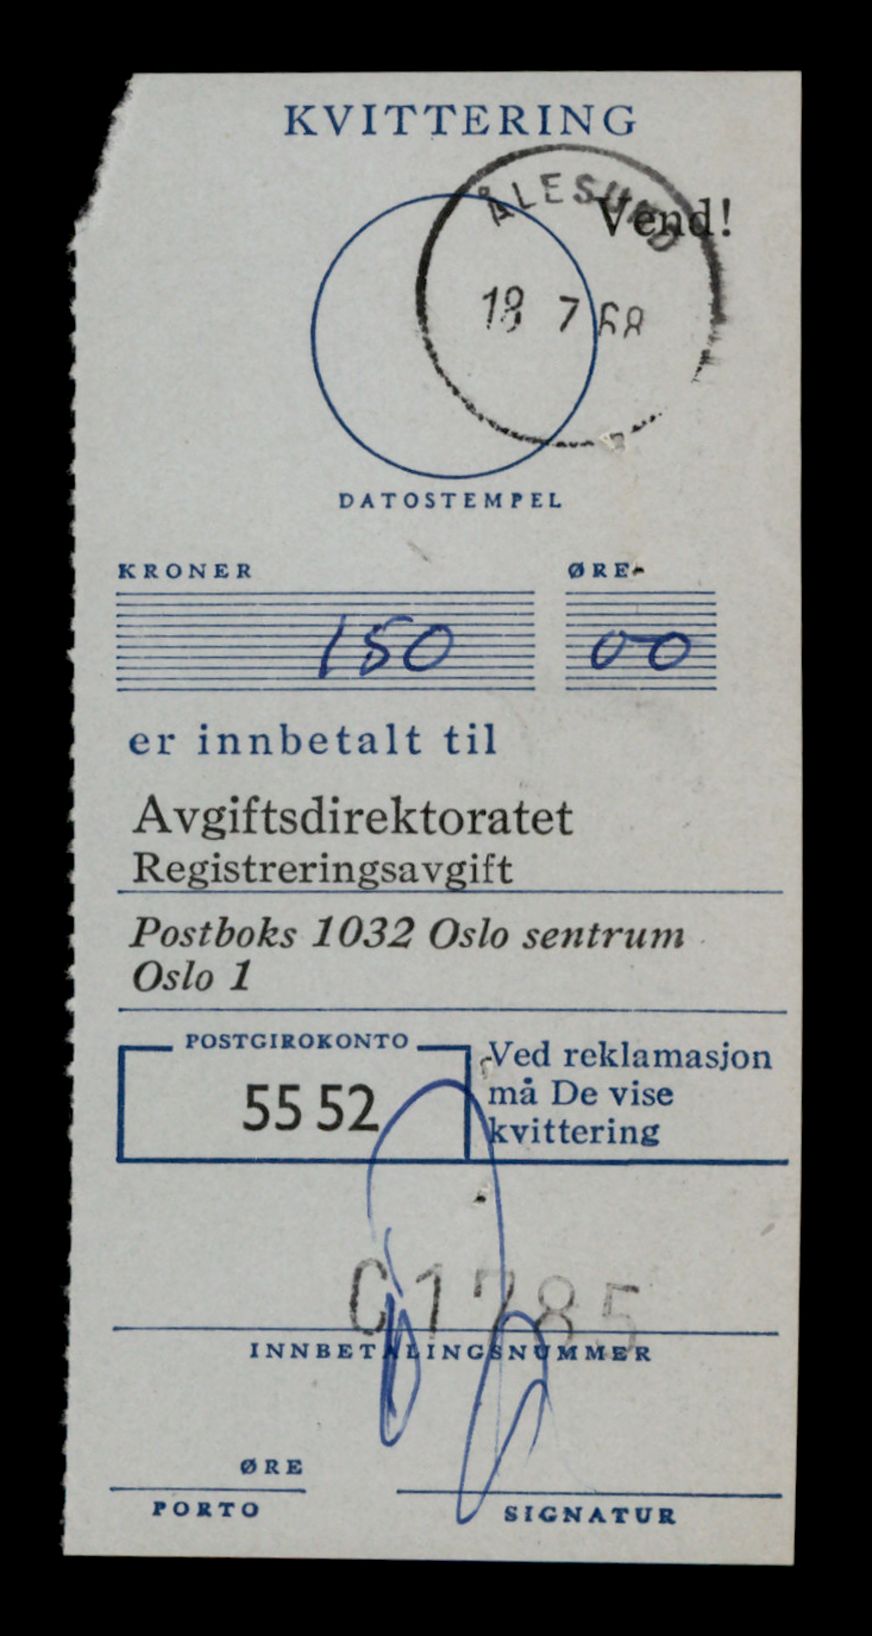 KVITTERING
ÅLESUND
Vend!
18 7 68
DATOSTEMPEL
KRONER ØRE
150 00
er innbetalt til
Avgiftsdirektoratet
Registreringsavgift
Postboks 1032 Oslo sentrum
Oslo 1
POSTGIROKONTO
55 52
Ved reklamasjon
må De vise
kvittering
01785
INNBETALINGSNUMMER
ØRE
PORTO
SIGNATUR